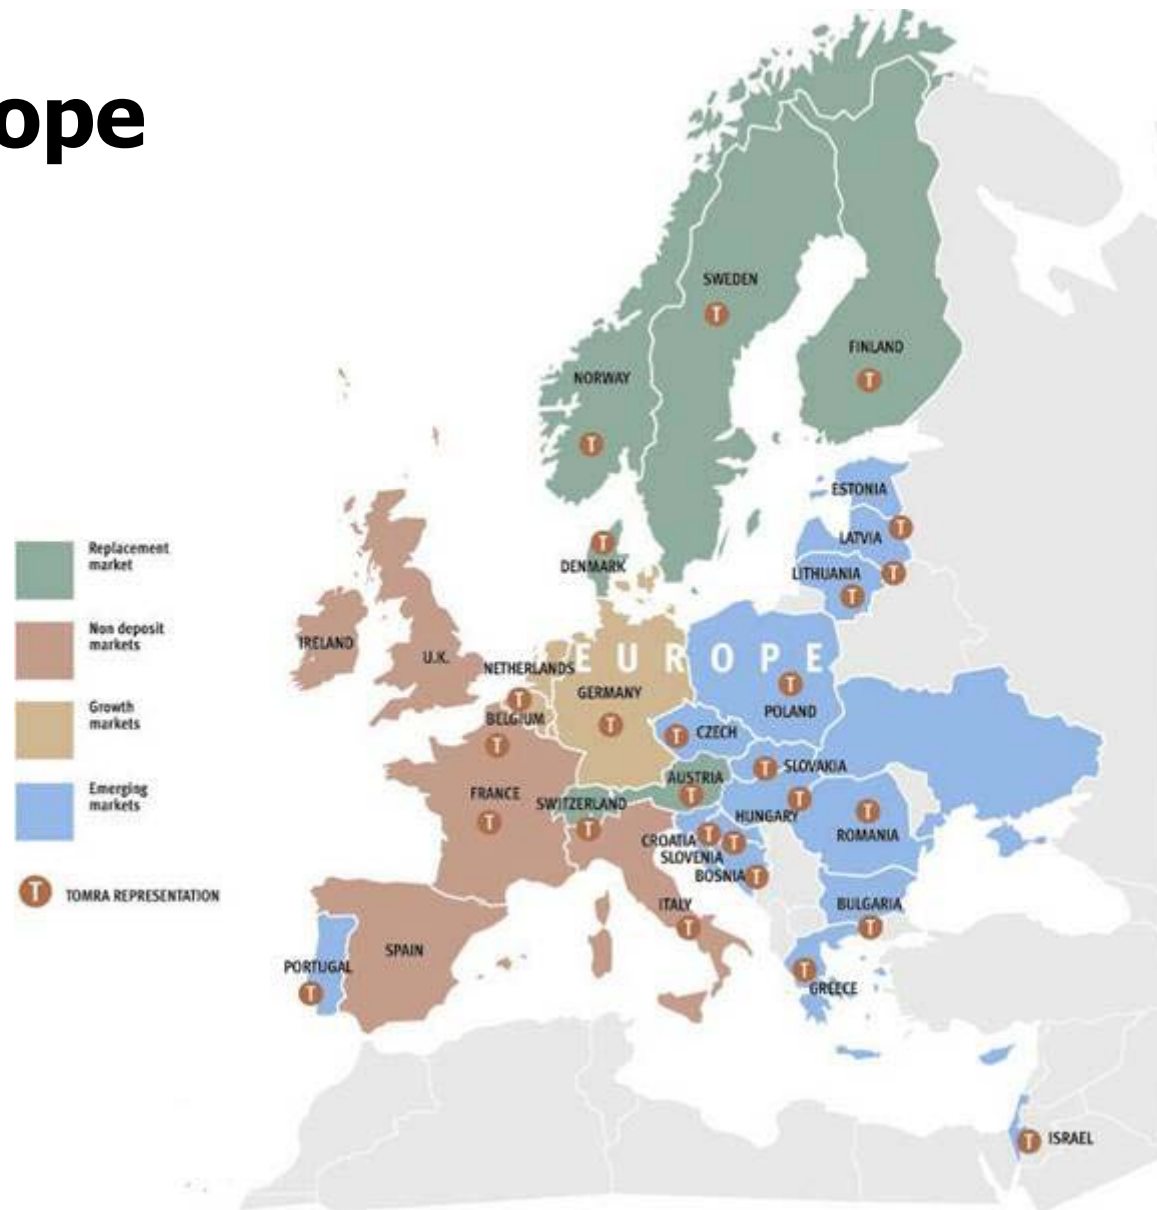 ope
SWEDEN
T
FINLAND
T
NORWAY
T
ESTONIA
T
LATVIA
T
DENMARK
LITHUANIA
T
T
T
Replacement
market
Non deposit
markets
Growth
markets
Emerging
markets
T TOMRA REPRESENTATION
IRELAND
U.K.
EUROPE
NETHERLANDS
GERMANY
T
POLAND
T
BELGIUM
T
T
T CZECH
T SLOVAKIA
AUSTRIA
T
FRANCE
T
SWITZERLAND
T
HUNGARY
T
T
ROMANIA
CROATIA T
SLOVENIA T
BOSNIA T
ITALY
T
BULGARIA
T
SPAIN
PORTUGAL
T
T
GREECE
T ISRAEL